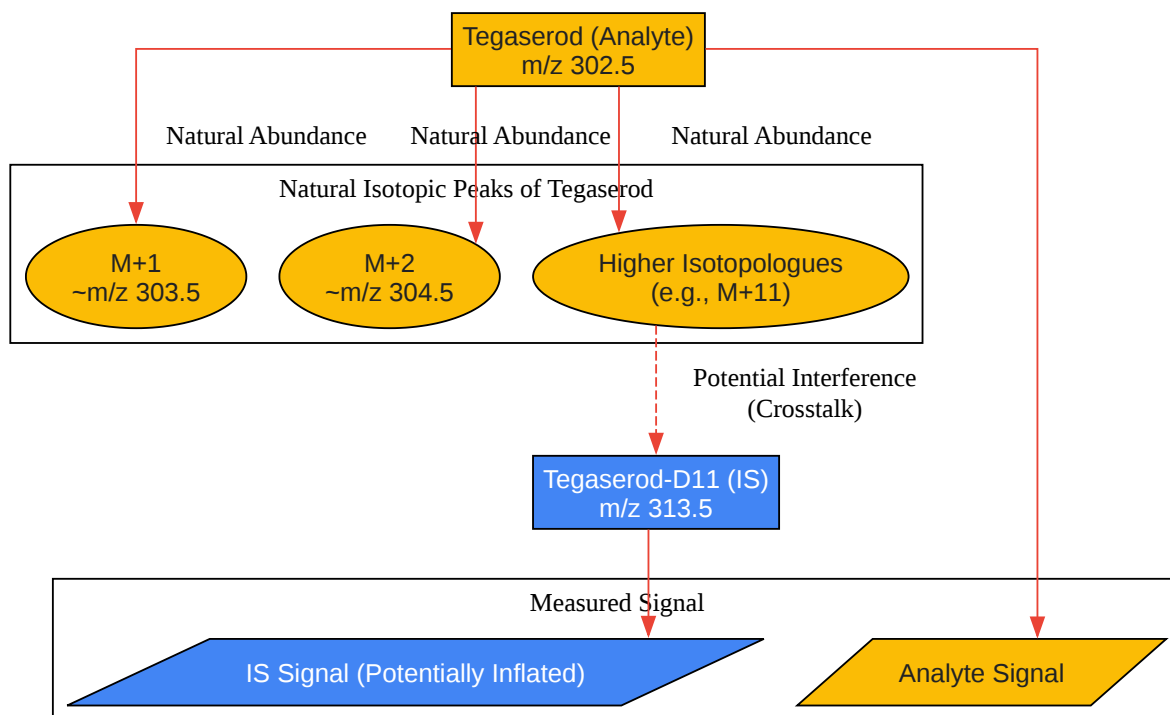 Tegaserod (Analyte)
m/z 302.5
Natural Abundance
Natural Abundance
Natural Abundance
Natural Isotopic Peaks of Tegaserod
M+1
~m/z 303.5
M+2
~m/z 304.5
Higher Isotopologues
(e.g., M+11)
Potential Interference
(Crosstalk)
Tegaserod-D11 (IS)
m/z 313.5
Measured Signal
IS Signal (Potentially Inflated)
Analyte Signal